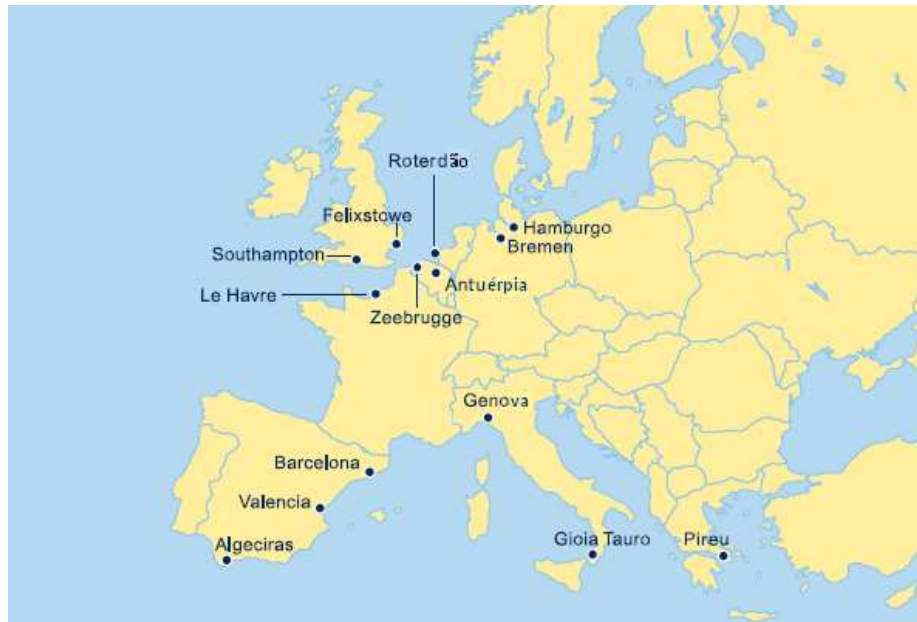 Roterdão
Felixstowe
Hamburgo
Bremen
Southampton
Antuérpia
Le Havre
Zeebrugge
Genova
Barcelona
Valencia
Algeciras
Gioia Tauro
Pireu